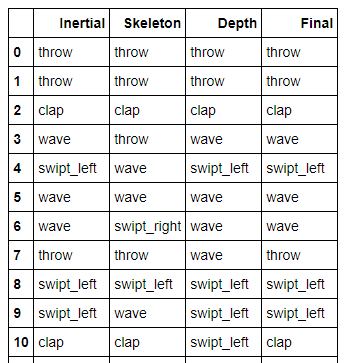 Inertial Skeleton Depth Final
0 throw throw throw throw
1 throw throw throw throw
2 clap clap clap clap
3 wave throw wave wave
4 swipt_left wave swipt_left swipt_left
5 wave wave wave wave
6 wave swipt_right wave wave
7 throw throw wave throw
8 swipt_left swipt_left swipt_left swipt_left
9 swipt_left wave swipt_left swipt_left
10 clap clap swipt_left clap